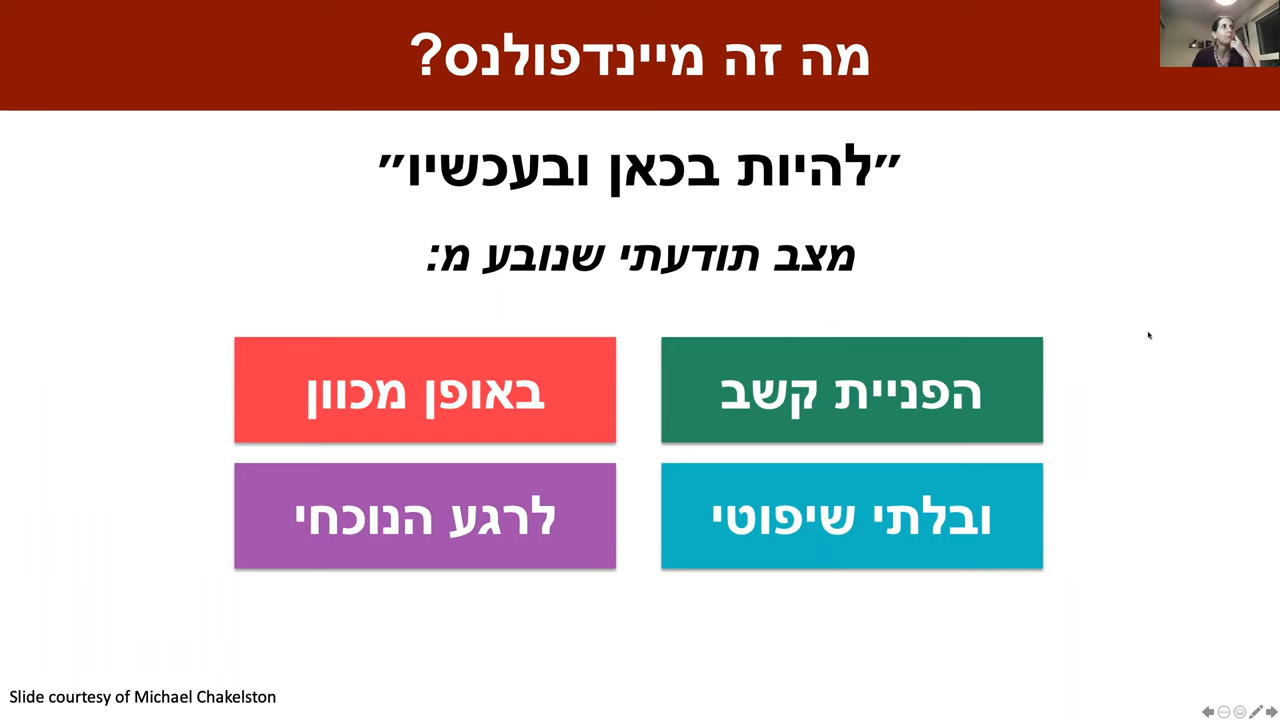 מה זה מיינדפולנס?
״להיות בכאן ובעכשיו״
מצב תודעתי שנובע מ:
הפניית קשב
באופן מכוון
ובלתי שיפוטי
לרגע הנוכחי
Slide courtesy of Michael Chakelston